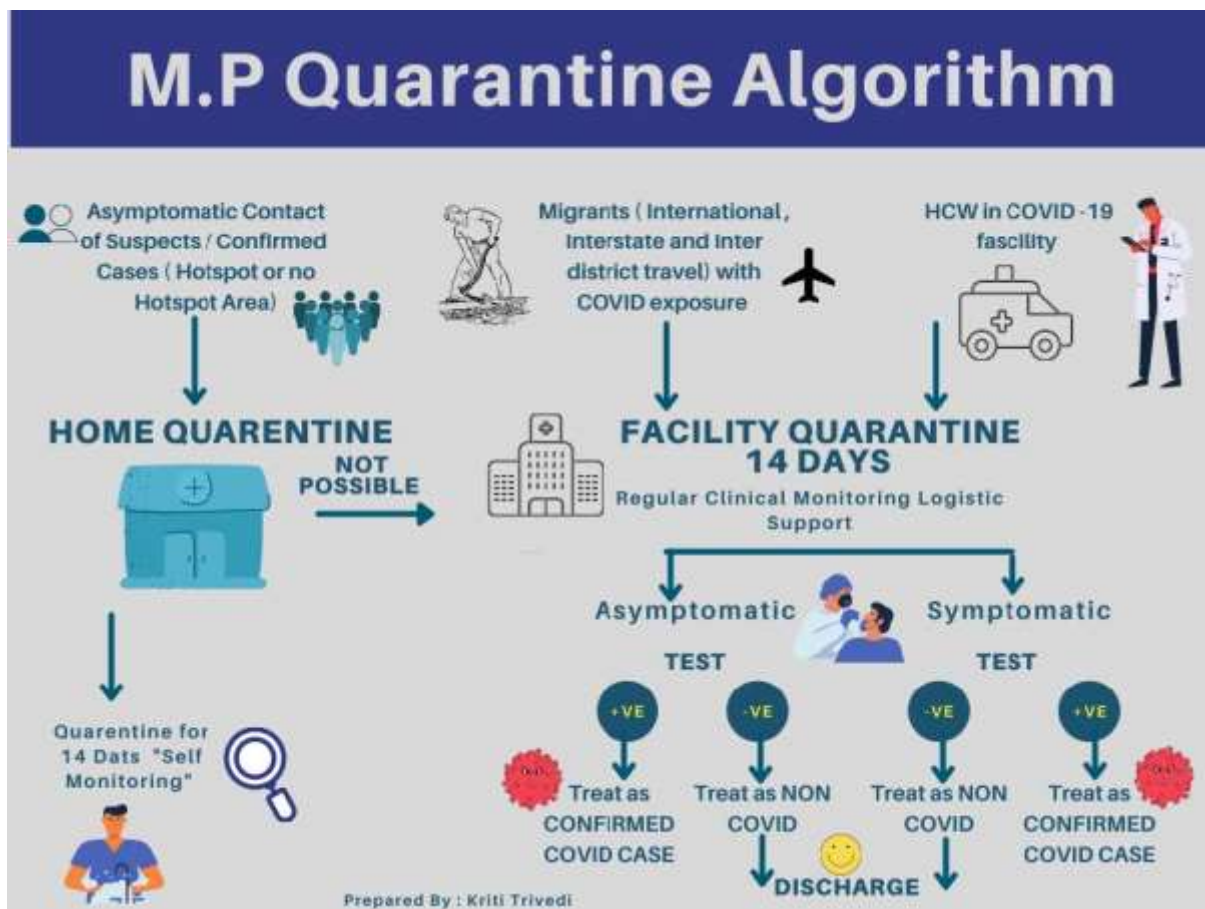 M.P Quarantine Algorithm
Asymptomatic Contact
of Suspects / Confirmed
Cases ( Hotspot or no
Hotspot Area)
Migrants ( International,
Interstate and Inter
district travel) with
COVID exposure
HCW in COVID -19
fascility
HOME QUARENTINE
NOT
POSSIBLE
FACILITY QUARANTINE
14 DAYS
Regular Clinical Monitoring Logistic
Support
Asymptomatic
Symptomatic
TEST
TEST
+VE
-VE
-VE
+VE
Quarentine for
14 Dats "Self
Monitoring"
Treat as
CONFIRMED
COVID CASE
Treat as NON
COVID
Treat as NON
COVID
Treat as
CONFIRMED
COVID CASE
DISCHARGE
Prepared By : Kriti Trivedi